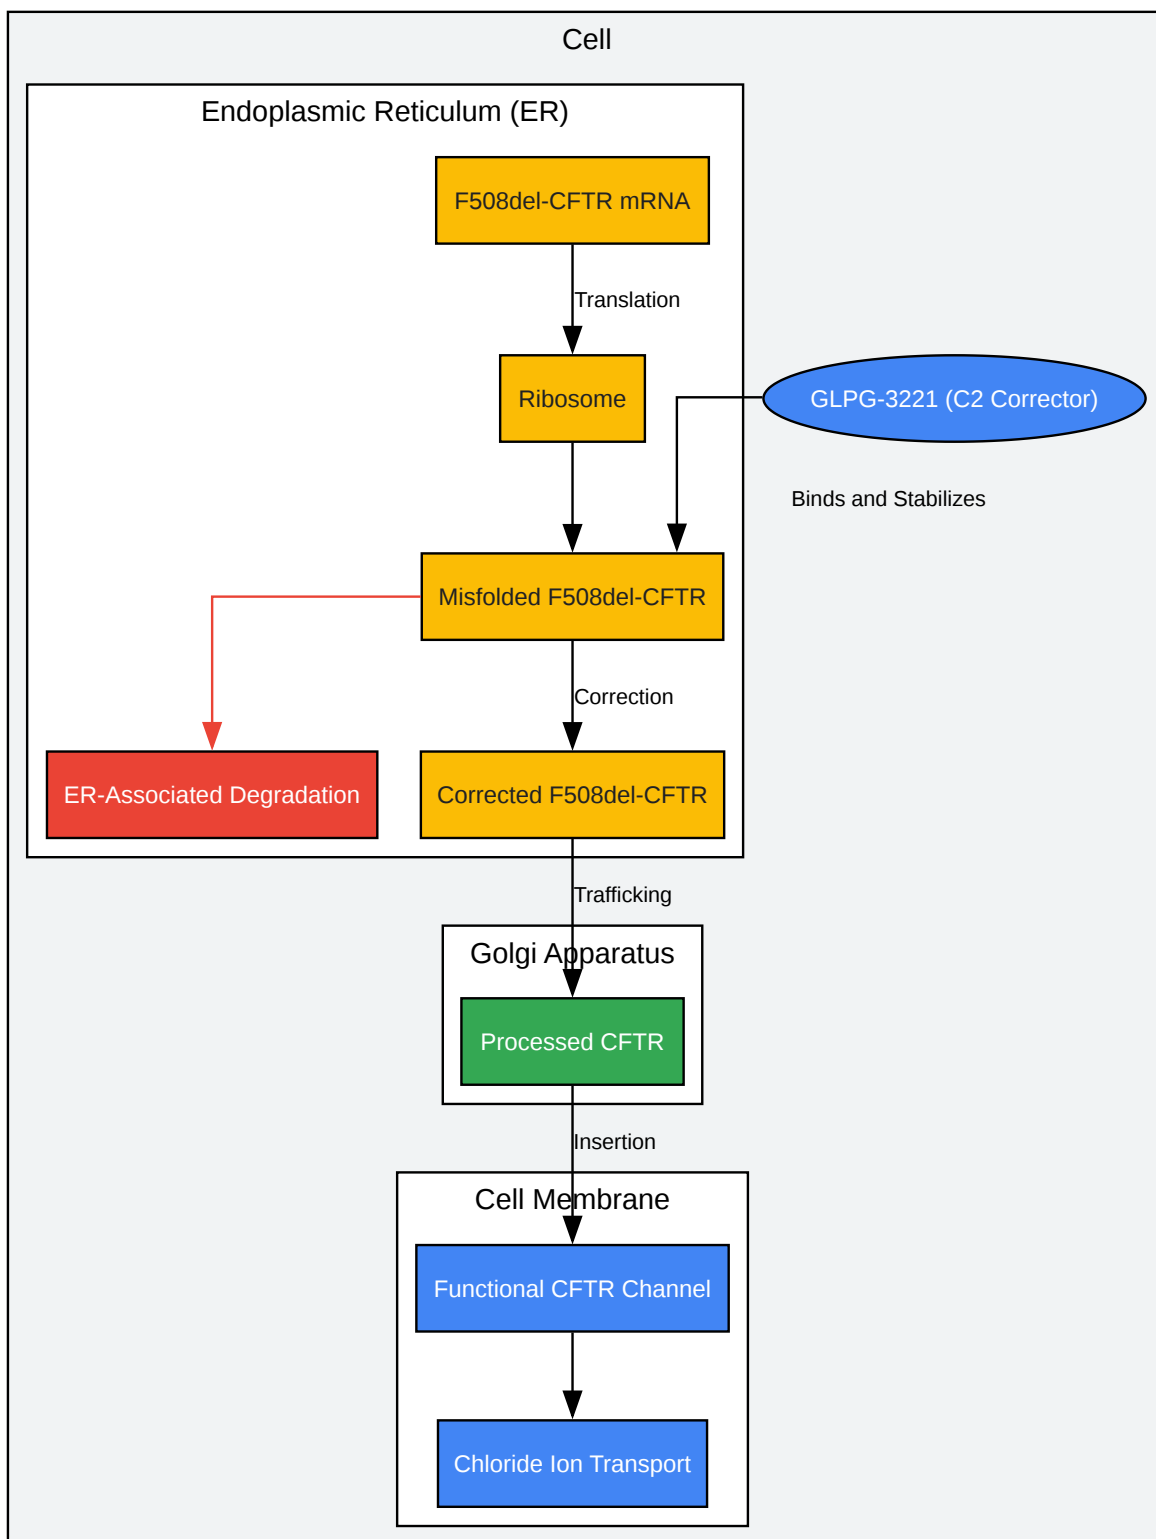 Cell
Endoplasmic Reticulum (ER)
F508del-CFTR mRNA
Translation
Ribosome
GLPG-3221 (C2 Corrector)
Binds and Stabilizes
Misfolded F508del-CFTR
Correction
ER-Associated Degradation
Corrected F508del-CFTR
Trafficking
Golgi Apparatus
Processed CFTR
Insertion
Cell Membrane
Functional CFTR Channel
Chloride Ion Transport